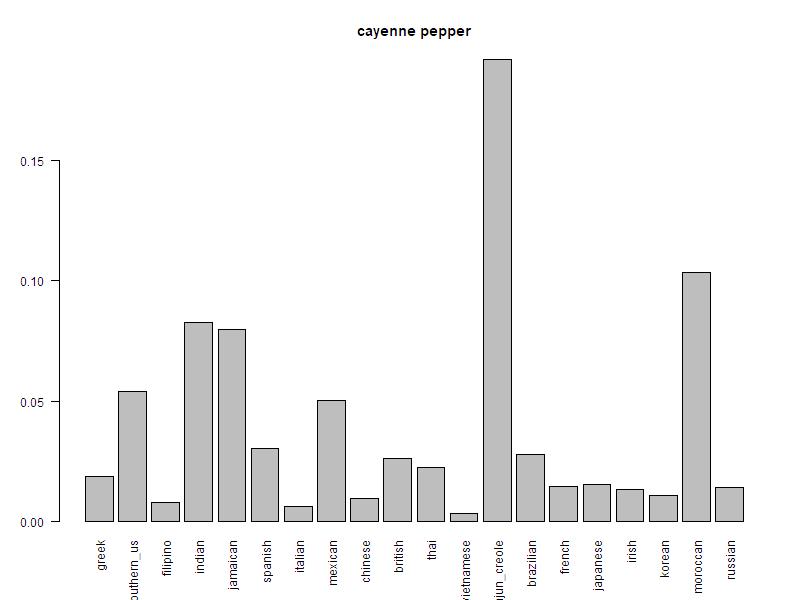 cayenne pepper
0.15
0.10
0.05
0.00
greek
outhern_us
filipino
indian
jamaican
spanish
italian
mexican
chinese
british
thai
vietnamese
jun_creole
brazilian
french
japanese
irish
korean
moroccan
russian